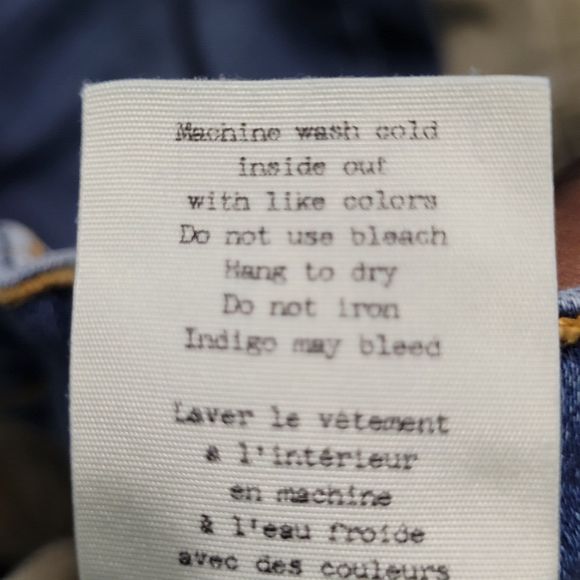 Machine wash cold
inside out
with like colors
Do not use bleach
Hang to dry
Do not iron
Indigo may bleed
Laver le vêtement
à l'intérieur
en machine
à l'eau froide
avec des couleurs